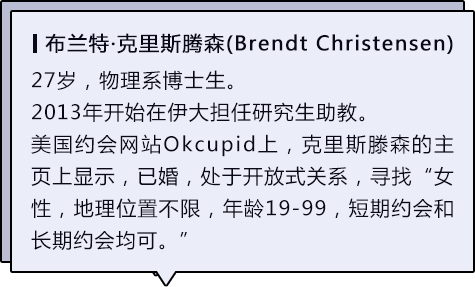 布兰特·克里斯腾森(Brendt Christensen)
27岁，物理系博士生。
2013年开始在伊大担任研究生助教。
美国约会网站Okcupid上，克里斯滕森的主
页上显示，已婚，处于开放式关系，寻找“女
性，地理位置不限，年龄19-99，短期约会和
长期约会均可。”